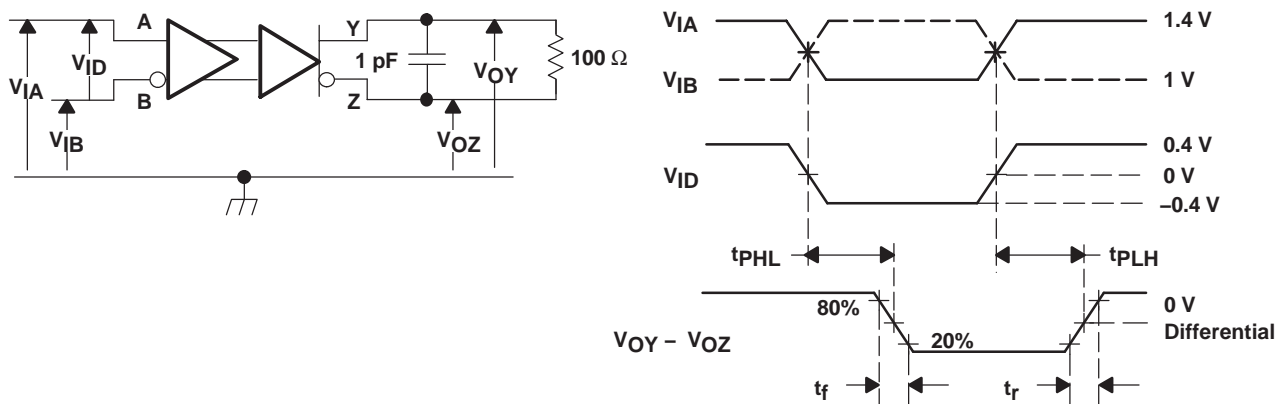 A
B
Y
Z
VID
VIA
VIB
1 pF
VOY
VOZ
100 Ω
VIA
1.4 V
VIB
1 V
VID
0.4 V
0 V
–0.4 V
tPHL
tPLH
80%
20%
0 V
Differential
VOY – VOZ
tf
tr